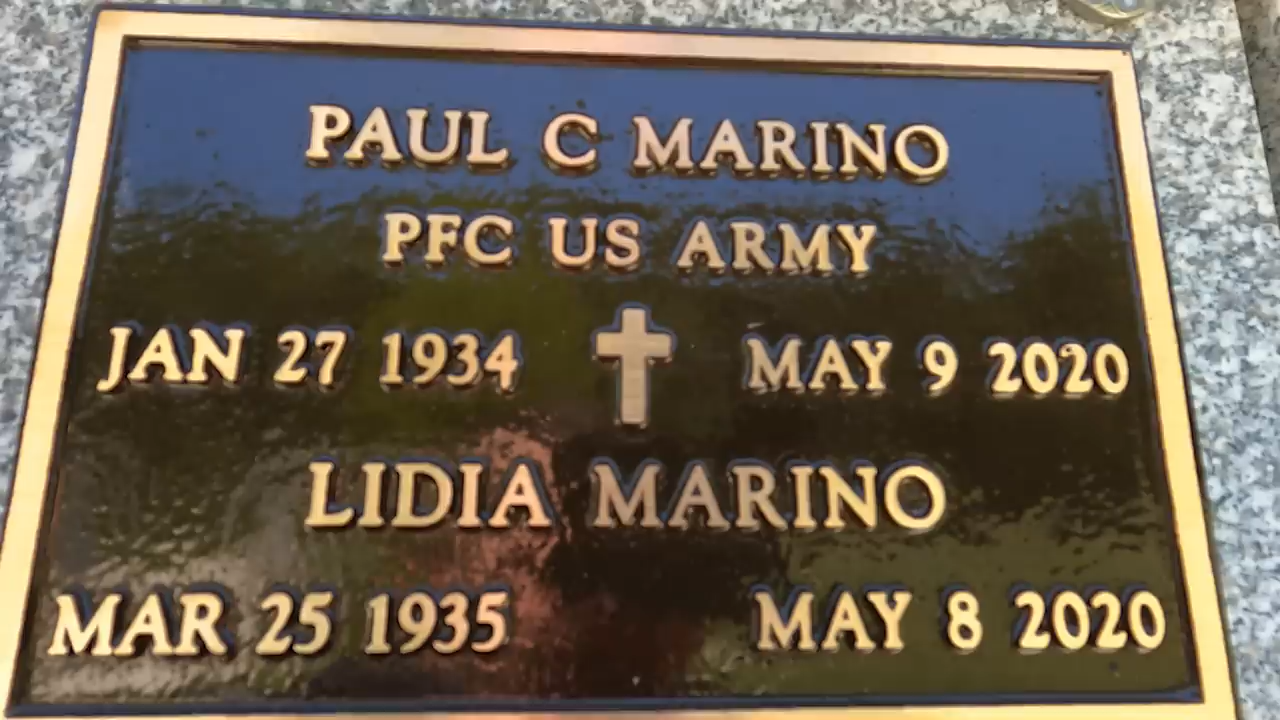 PAUL C MARINO
PFC US ARMY
JAN 27 1934 MAY 9 2020
LIDIA MARINO
MAR 25 1935 MAY 8 2020